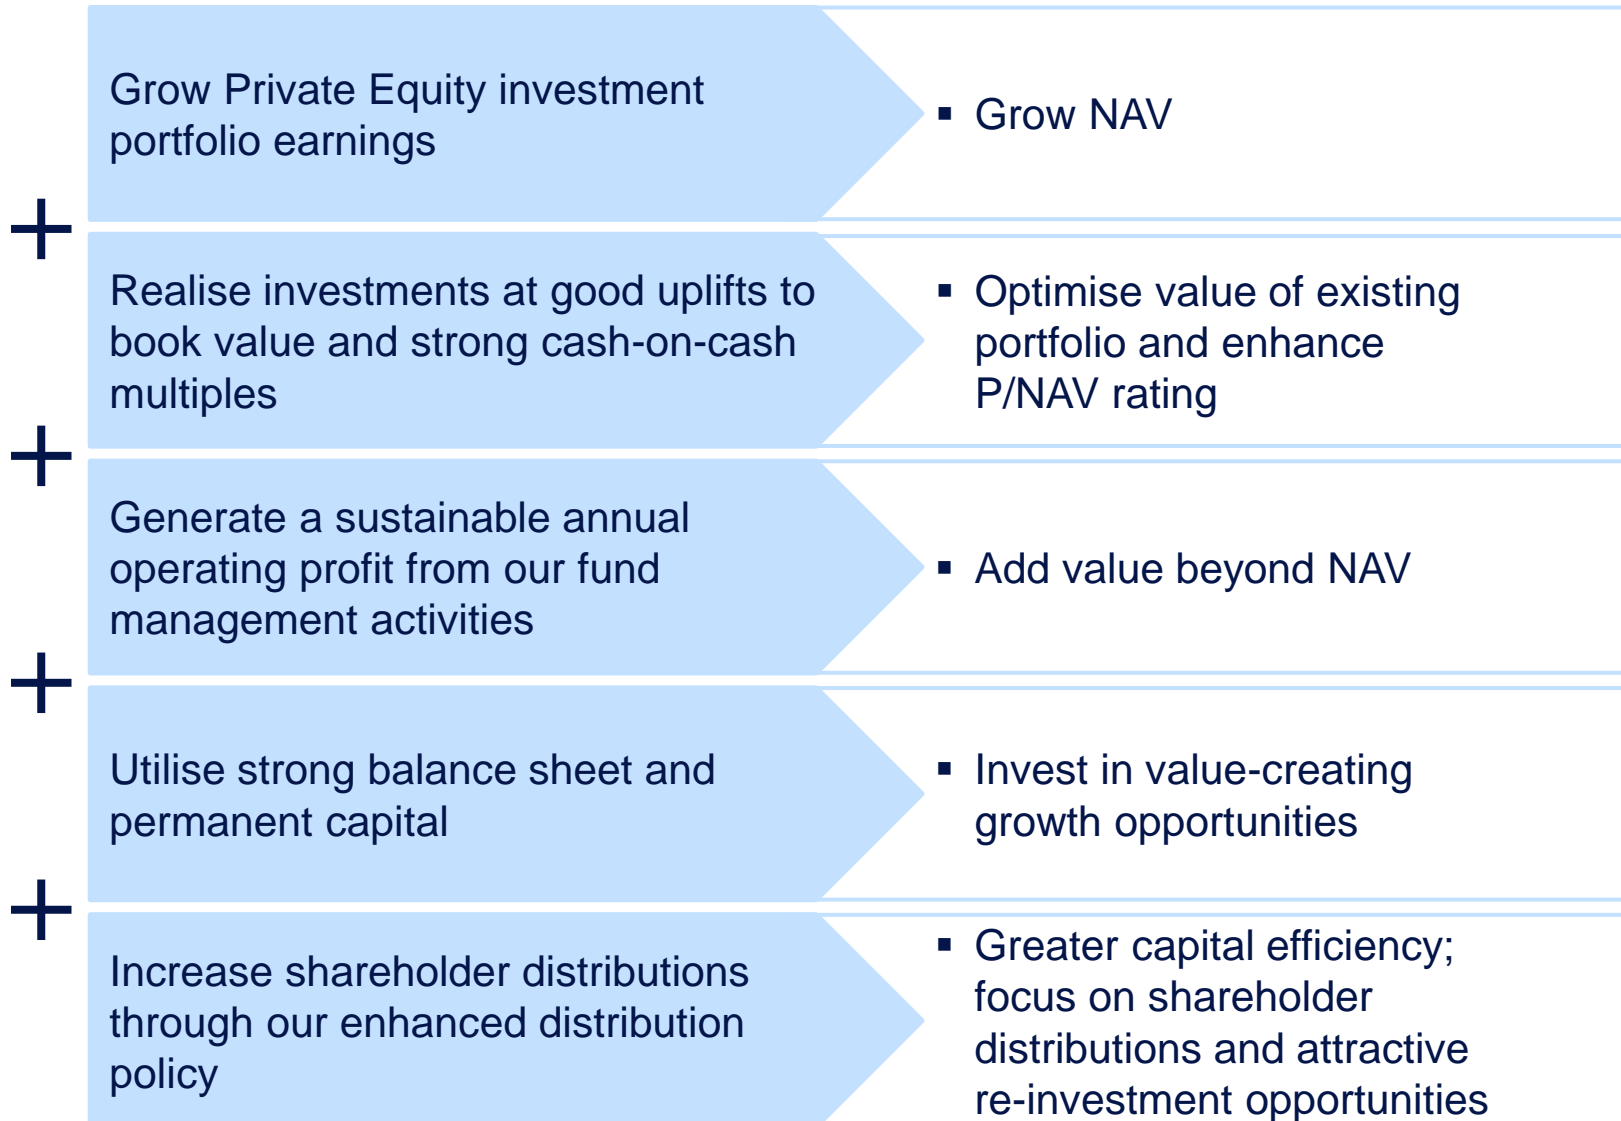 Grow Private Equity investment
portfolio earnings
▪ Grow NAV
+
Realise investments at good uplifts to
book value and strong cash-on-cash
multiples
▪ Optimise value of existing
portfolio and enhance
P/NAV rating
+
Generate a sustainable annual
operating profit from our fund
management activities
▪ Add value beyond NAV
+
Utilise strong balance sheet and
permanent capital
▪ Invest in value-creating
growth opportunities
+
Increase shareholder distributions
through our enhanced distribution
policy
▪ Greater capital efficiency;
focus on shareholder
distributions and attractive
re-investment opportunities